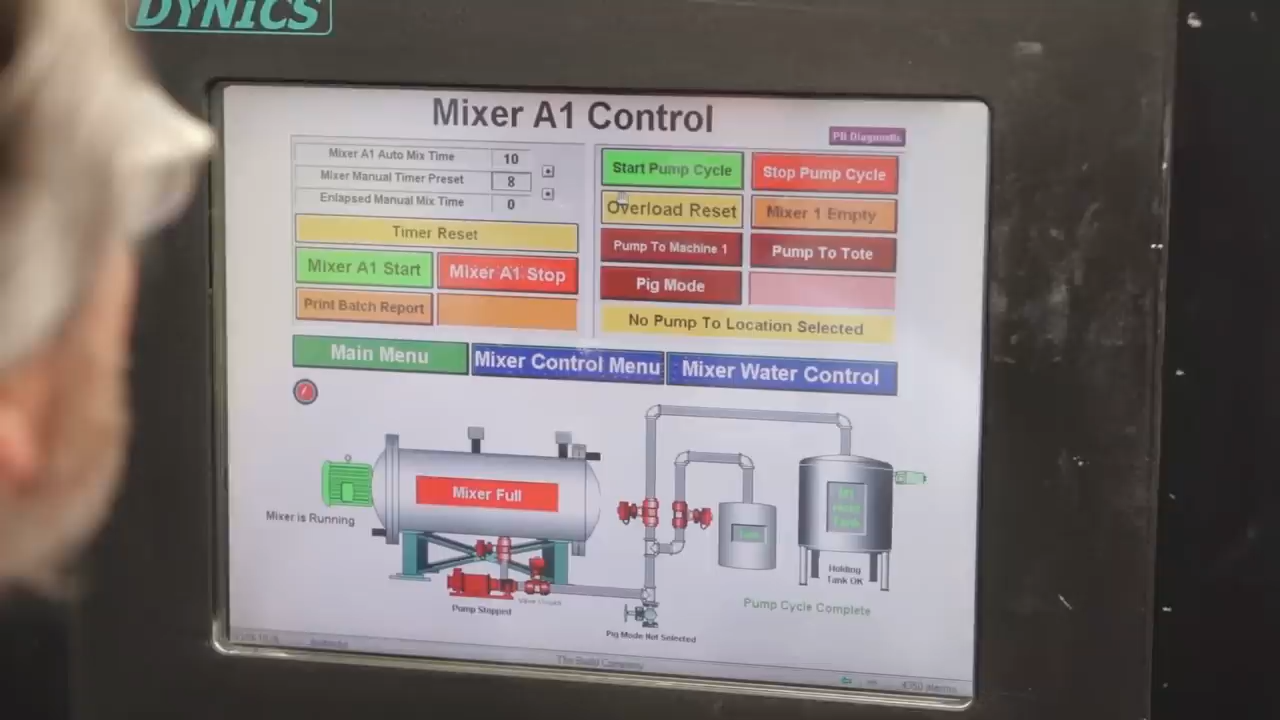 DYNiCS
Mixer A1 Control
PB Diagnostic
Mixer A1 Auto Mix Time 10
Mixer Manual Timer Preset 8
Enlapsed Manual Mix Time 0
Timer Reset
Mixer A1 Start Mixer A1 Stop
Print Batch Report
Start Pump Cycle Stop Pump Cycle
Overload Reset Mixer 1 Empty
Pump To Machine 1 Pump To Tote
Pig Mode
No Pump To Location Selected
Main Menu Mixer Control Menu Mixer Water Control
Mixer Full
Mixer is Running
Tote
Holding
Tank OK
Pump Stopped
Valve Closed
Pump Cycle Complete
Pig Mode Not Selected